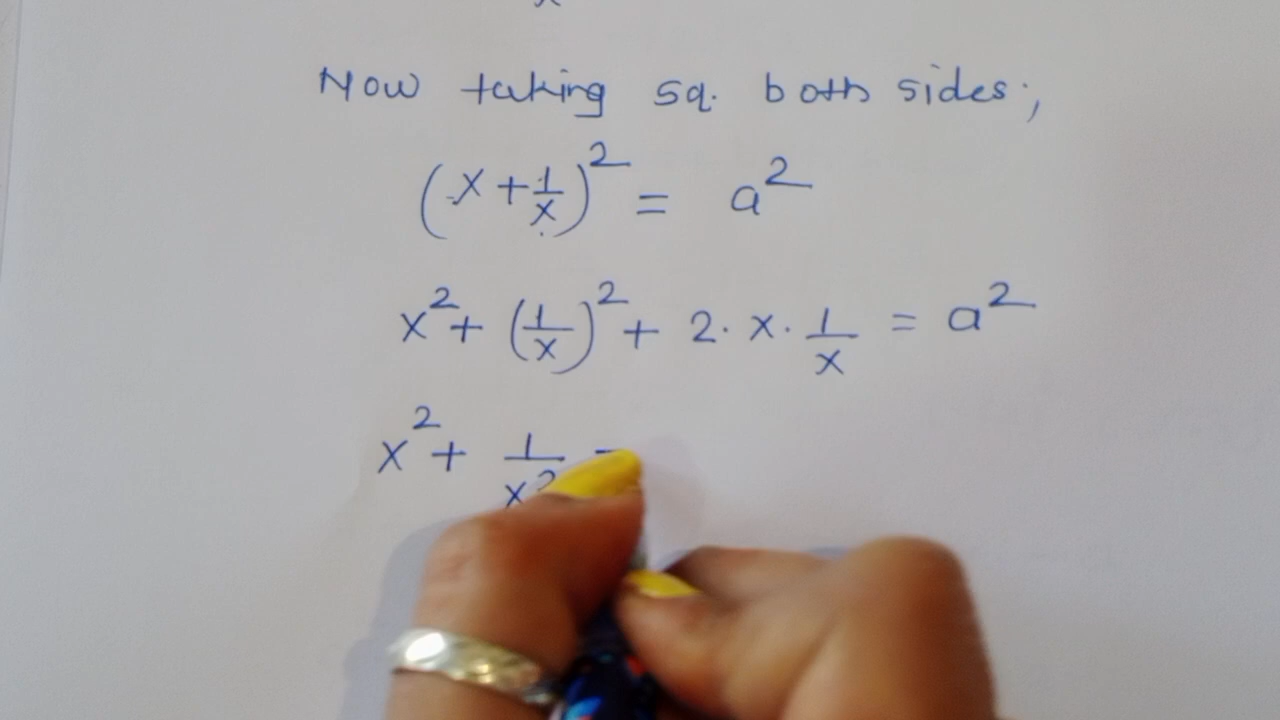 Now taking sq. both sides;
(x + 1/x)² = a²
x² + (1/x)² + 2 · x · 1/x = a²
x² + 1/x²